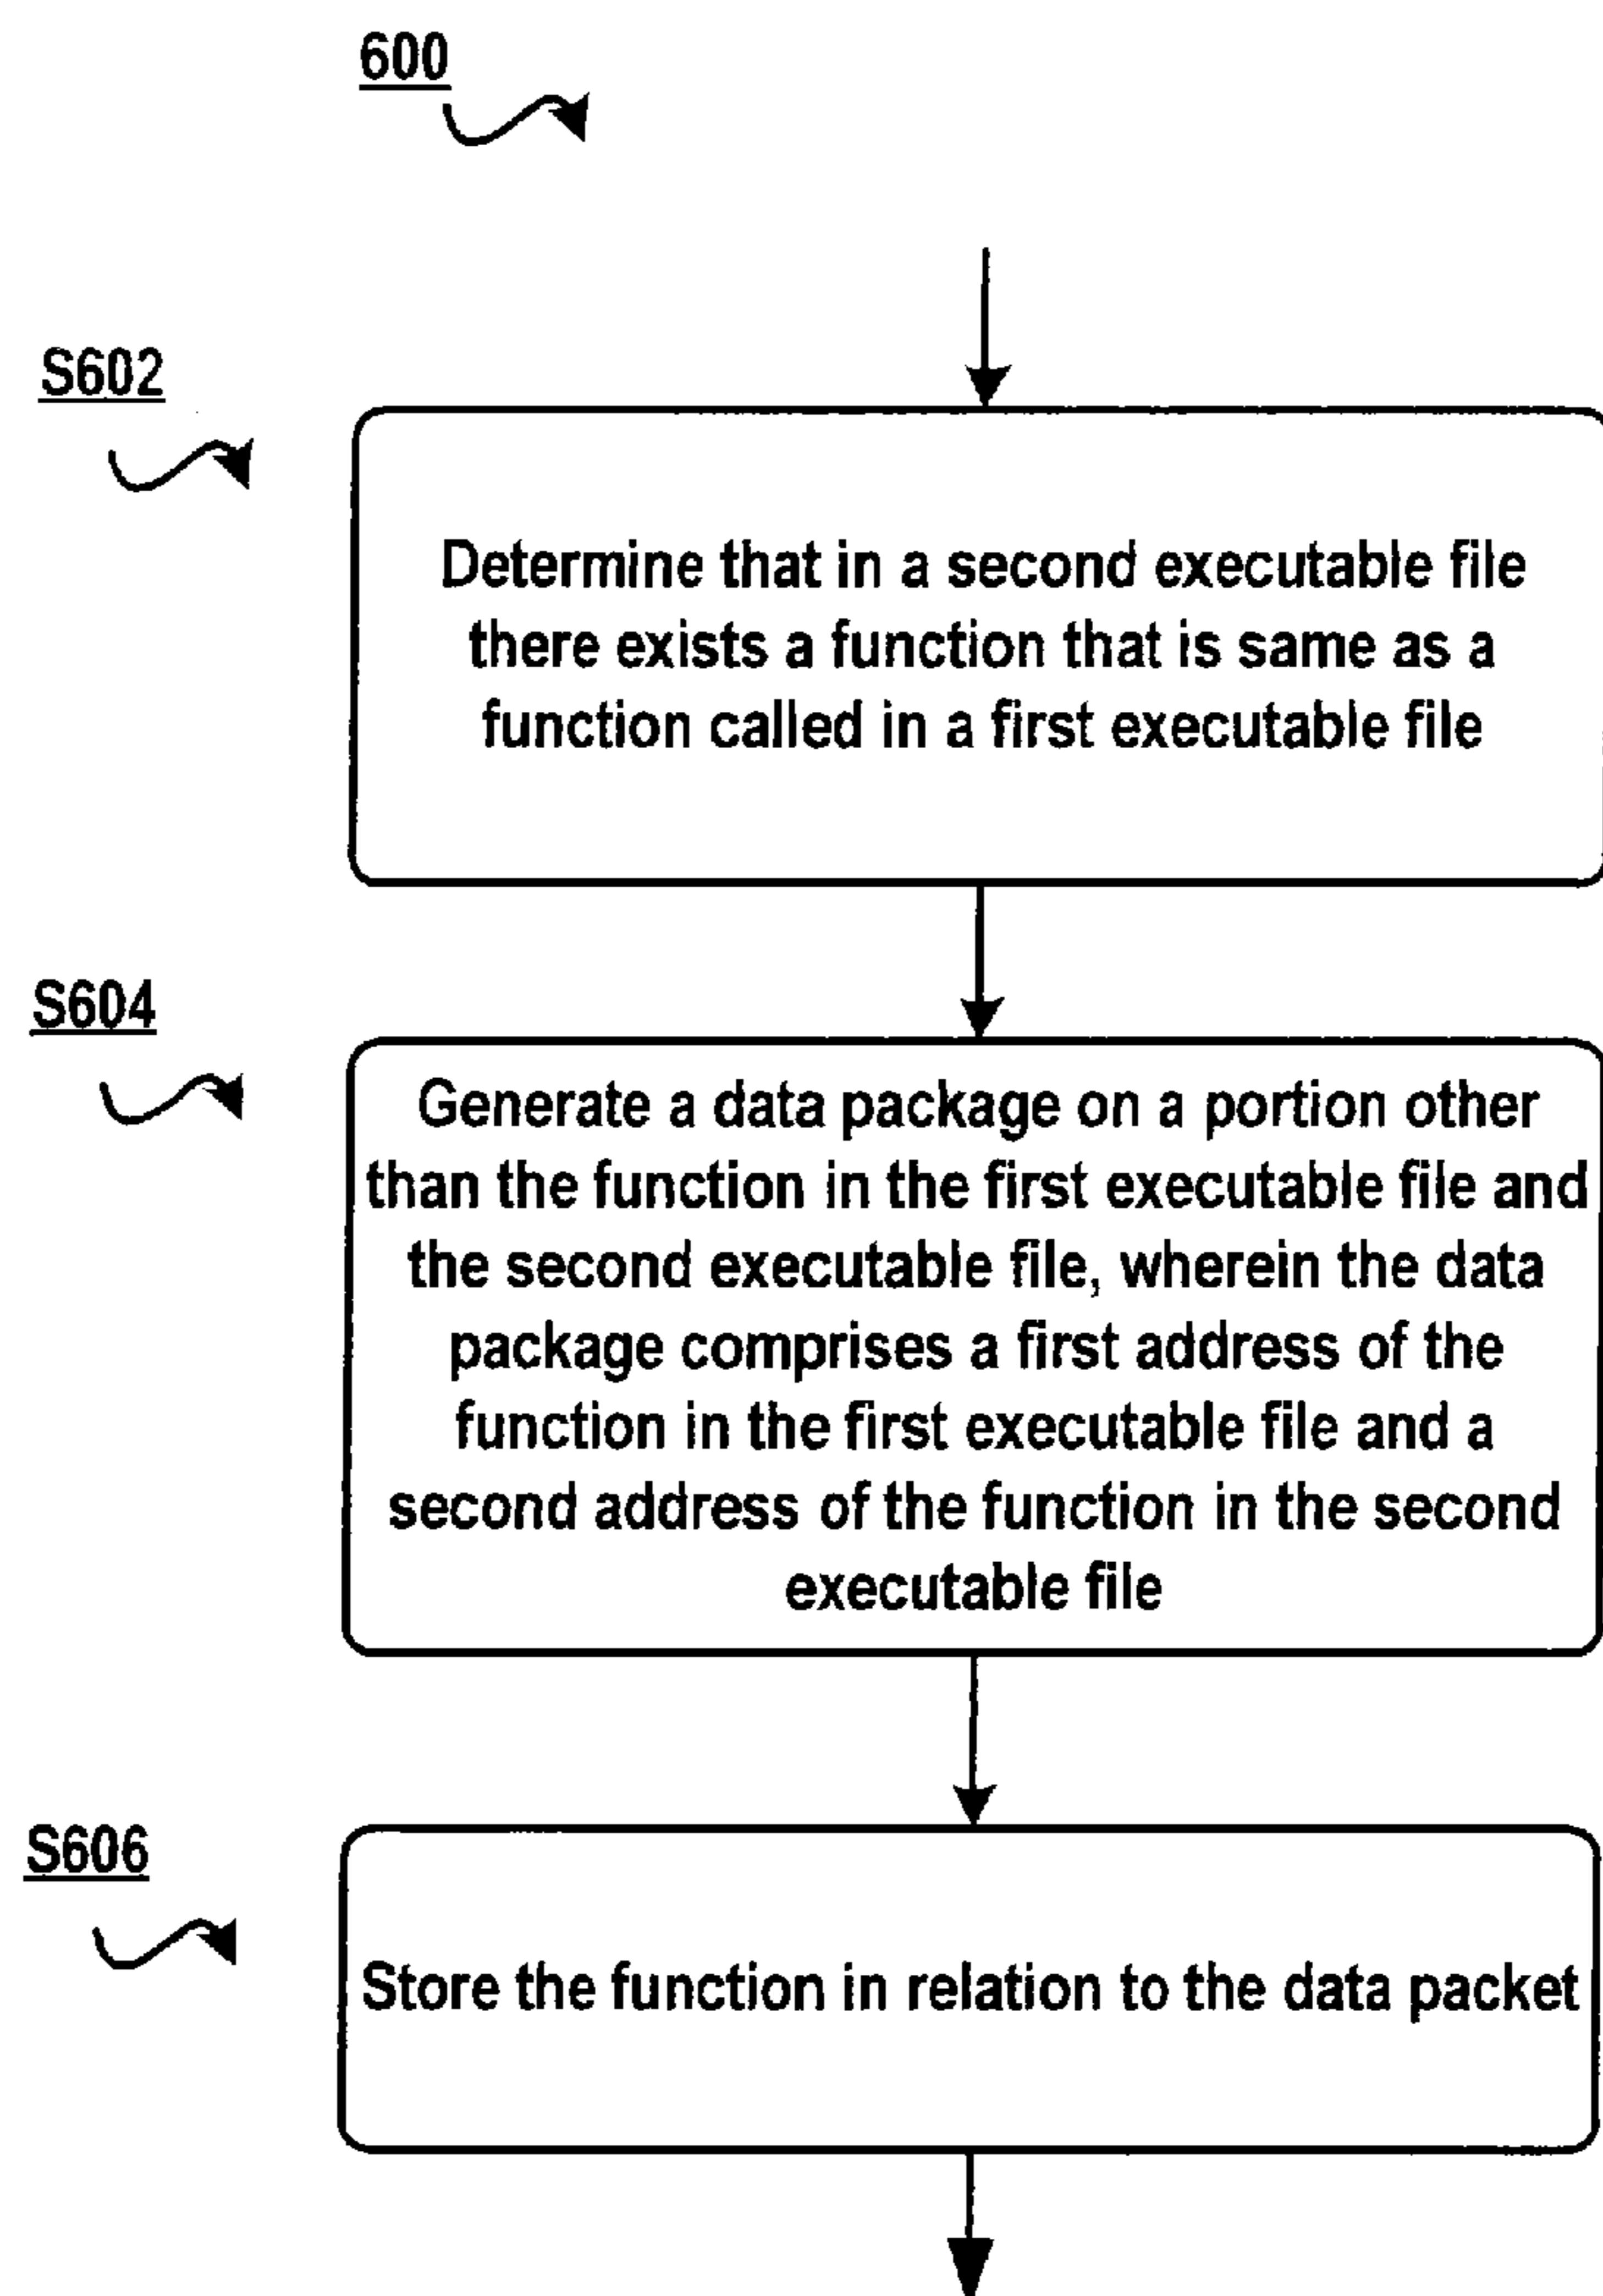 600
S602
Determine that in a second executable file
there exists a function that is same as a
function called in a first executable file
S604
Generate a data package on a portion other
than the function in the first executable file and
the second executable file, wherein the data
package comprises a first address of the
function in the first executable file and a
second address of the function in the second
executable file
S606
Store the function in relation to the data packet